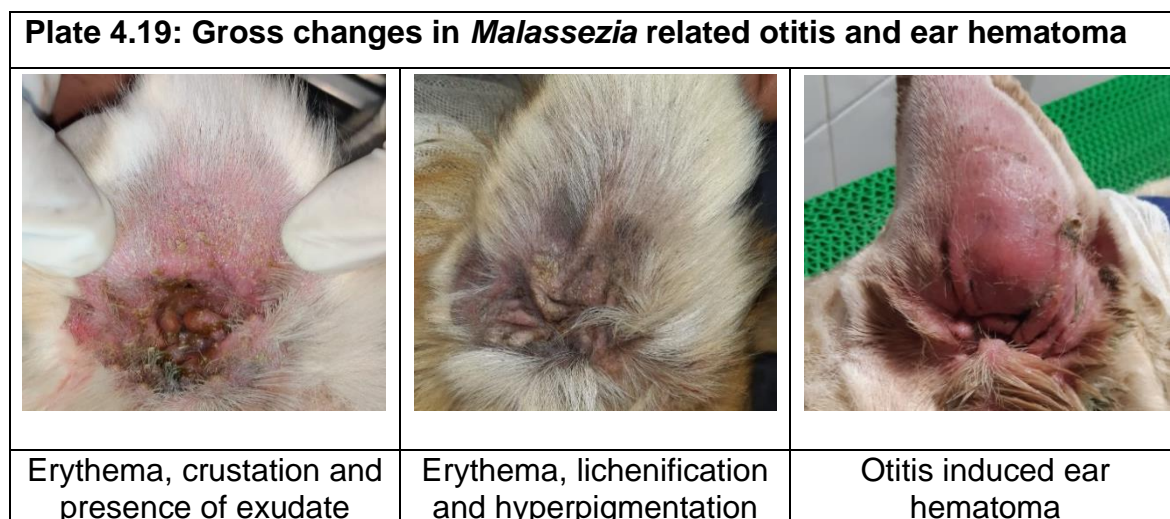 Plate 4.19: Gross changes in Malassezia related otitis and ear hematoma
Erythema, crustation and
presence of exudate
Erythema, lichenification
and hyperpigmentation
Otitis induced ear
hematoma